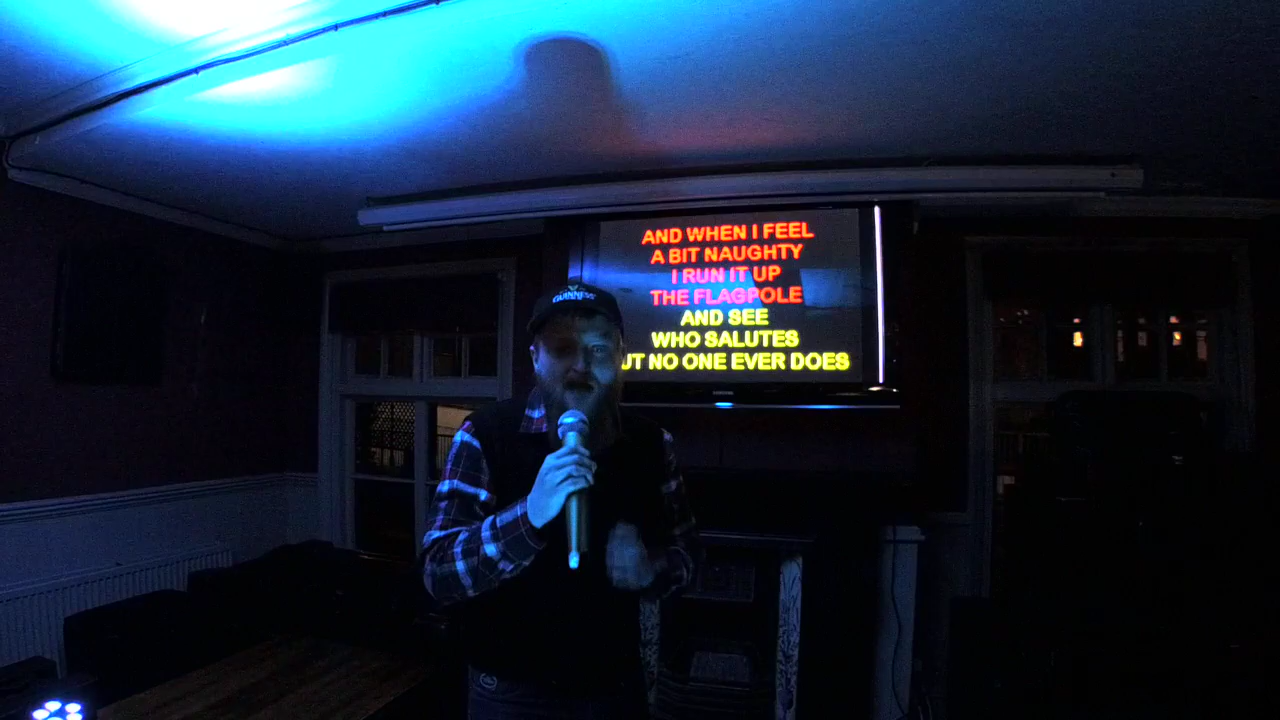 AND WHEN I FEEL
A BIT NAUGHTY
I RUN IT UP
THE FLAGPOLE
AND SEE
WHO SALUTES
UT NO ONE EVER DOES
GUINNESS